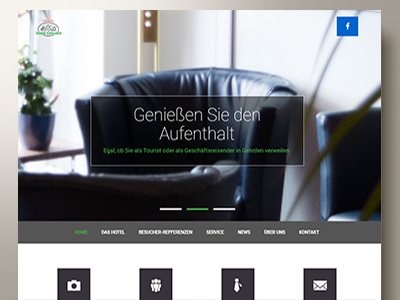 Genießen Sie den
Aufenthalt
Egal, ob Sie als Tourist oder als Geschäftsreisender in Gehrden verweilen.
HOME DAS HOTEL BESUCHER-REFFERENZEN SERVICE NEWS ÜBER UNS KONTAKT